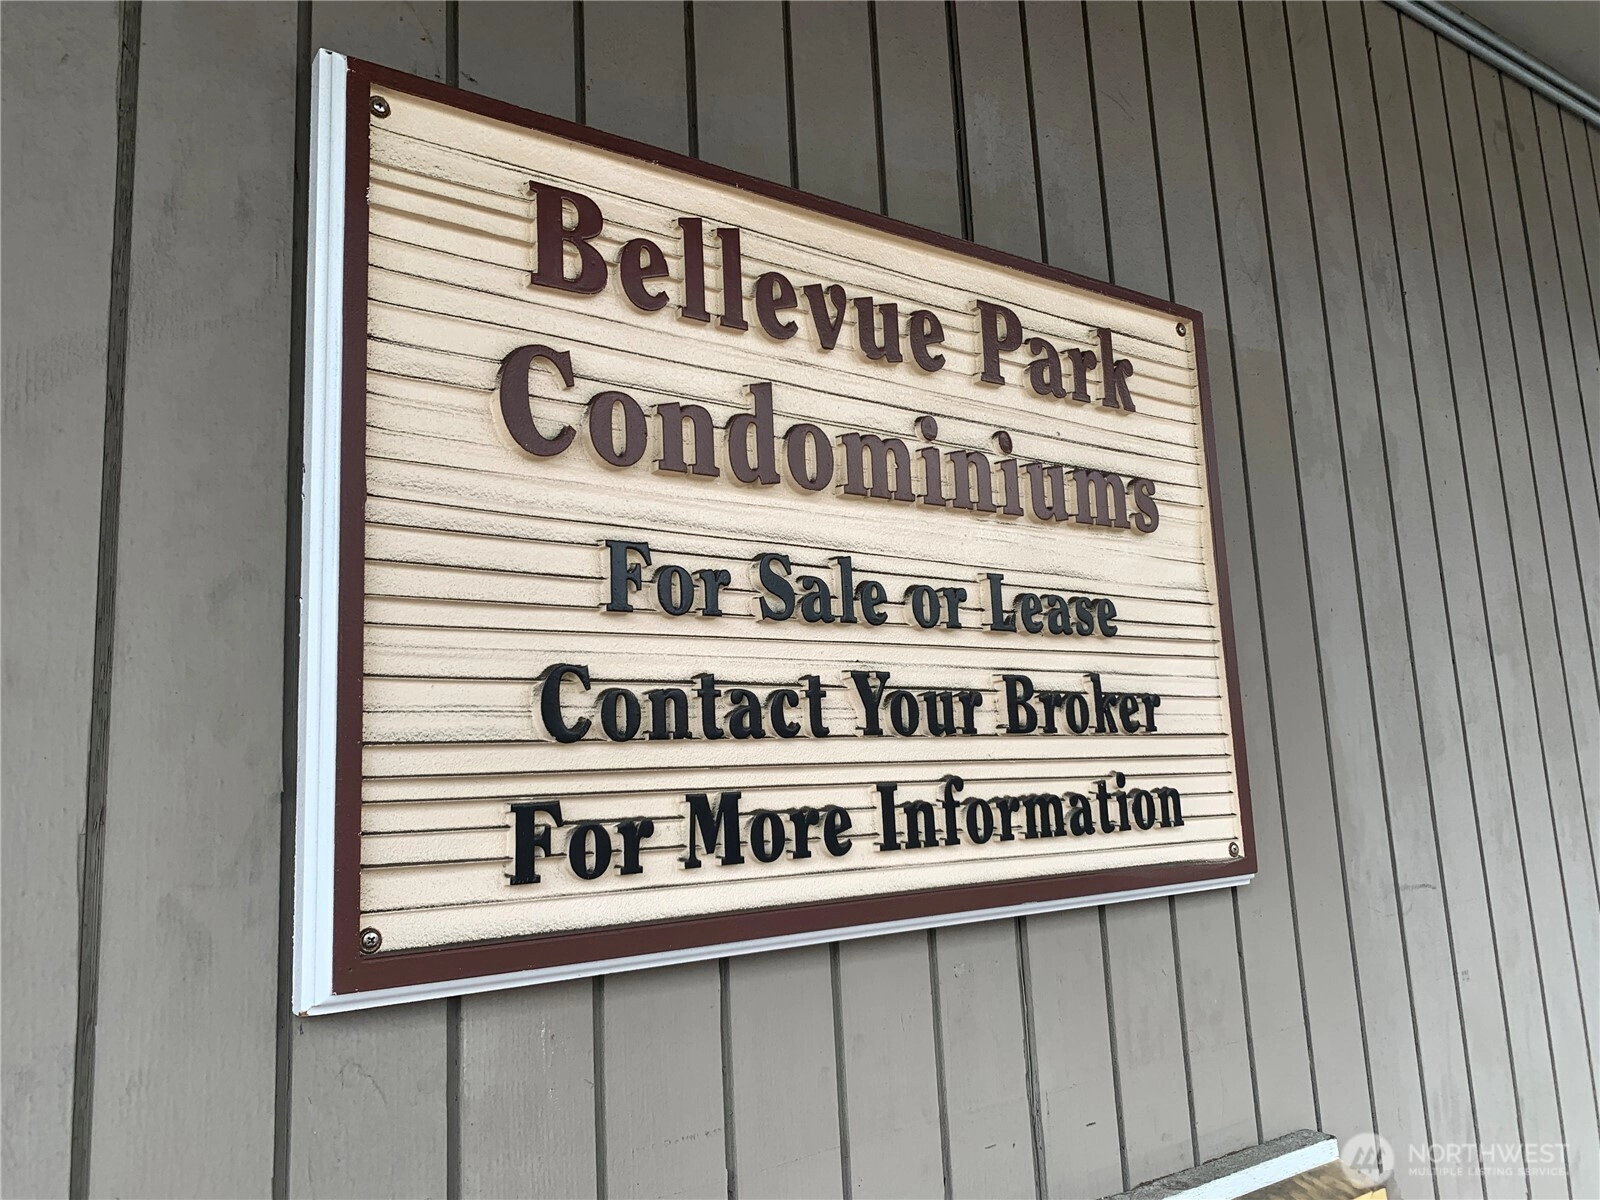 Bellevue Park
Condominiums
For Sale or Lease
Contact Your Broker
For More Information
NORTHWEST
MULTIPLE LISTING SERVICE